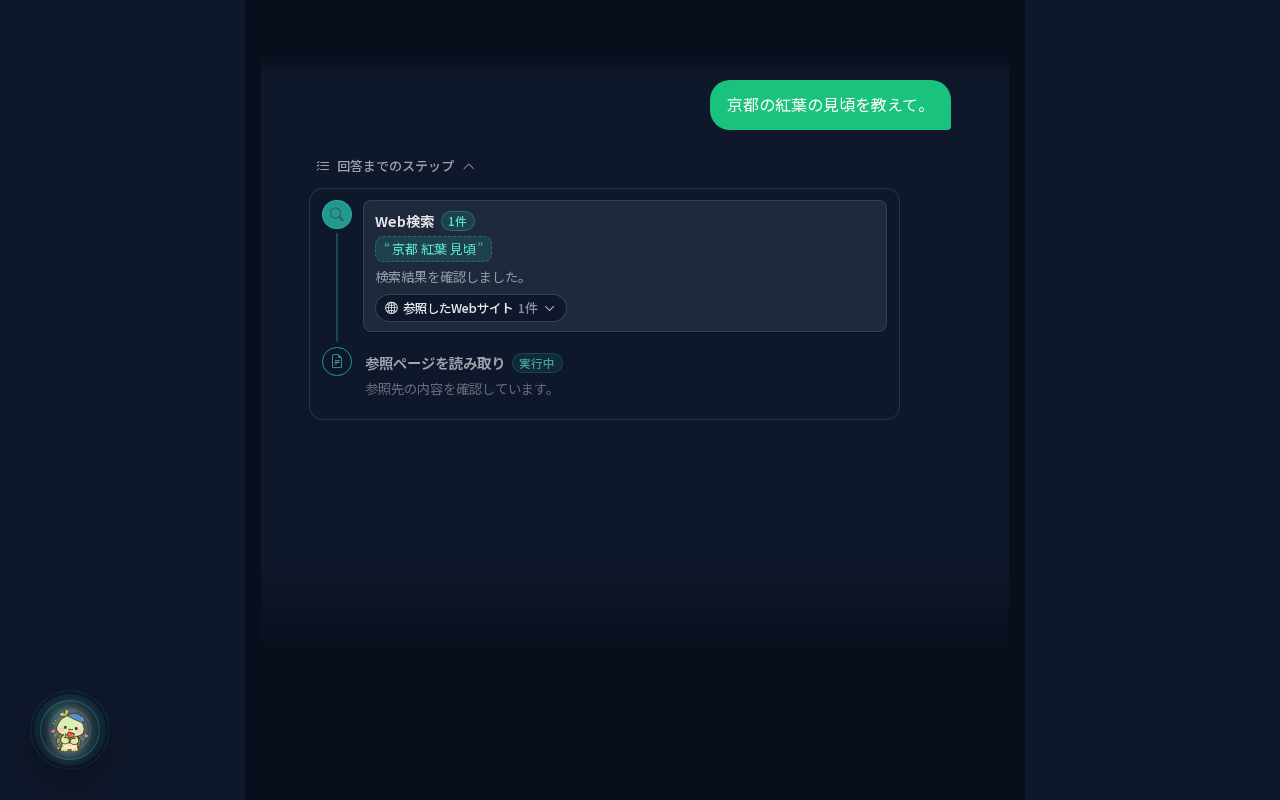 京都の紅葉の見頃を教えて。
回答までのステップ
Web検索 1件
“京都 紅葉 見頃”
検索結果を確認しました。
参照したWebサイト 1件
参照ページを読み取り 実行中
参照先の内容を確認しています。